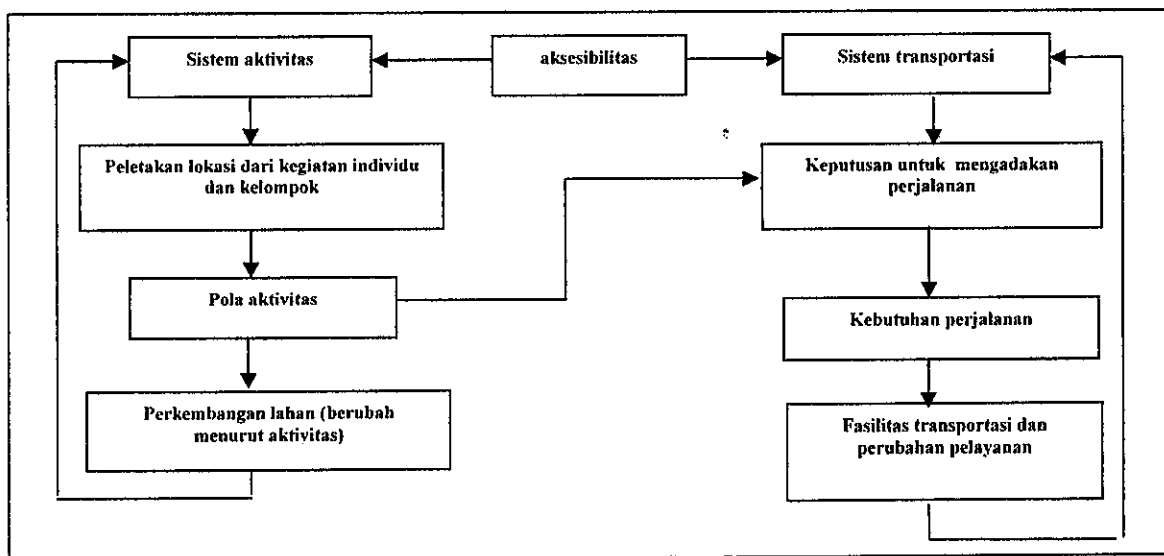 Sistem aktivitas
aksesibilitas
Sistem transportasi
Peletakan lokasi dari kegiatan individu
dan kelompok
Keputusan untuk mengadakan
perjalanan
Pola aktivitas
Kebutuhan perjalanan
Perkembangan lahan (berubah
menurut aktivitas)
Fasilitas transportasi dan
perubahan pelayanan